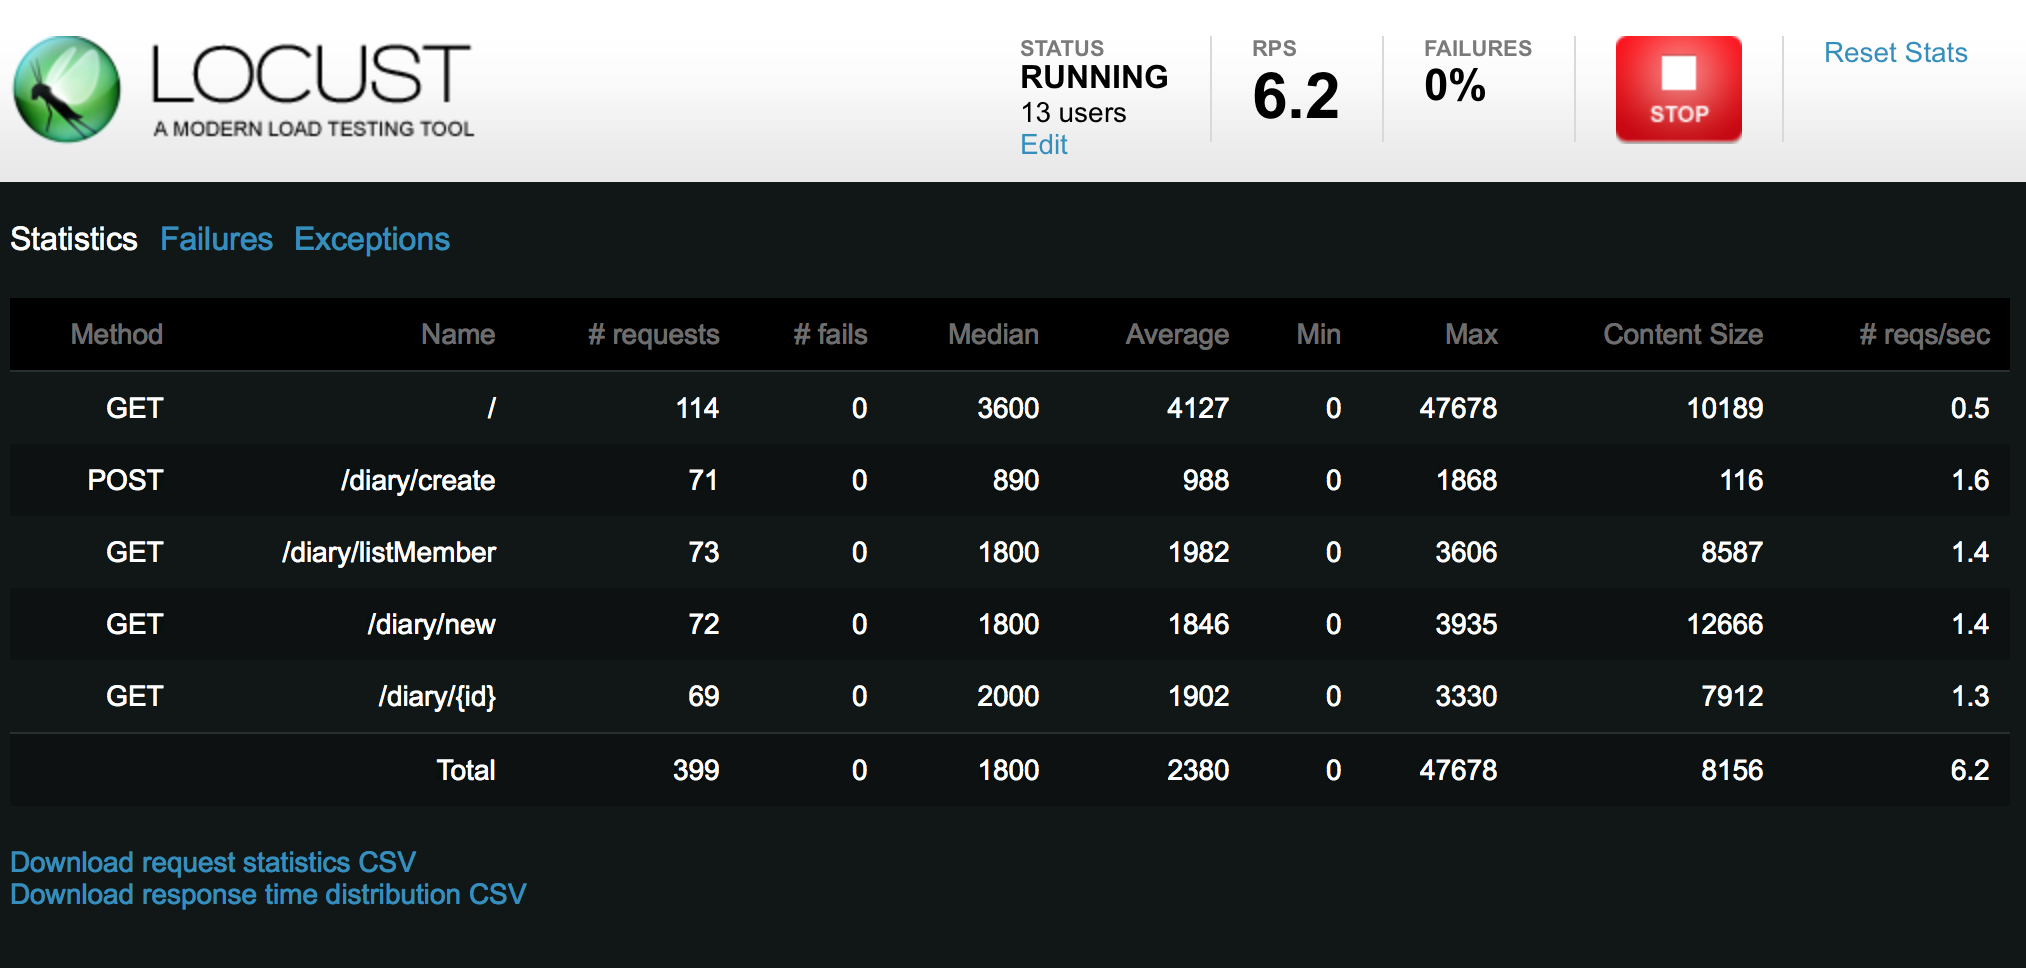 LOCUST
A MODERN LOAD TESTING TOOL
STATUS
RUNNING
13 users
Edit
RPS
6.2
FAILURES
0%
STOP
Reset Stats
Statistics Failures Exceptions
Method Name # requests # fails Median Average Min Max Content Size # reqs/sec
GET / 114 0 3600 4127 0 47678 10189 0.5
POST /diary/create 71 0 890 988 0 1868 116 1.6
GET /diary/listMember 73 0 1800 1982 0 3606 8587 1.4
GET /diary/new 72 0 1800 1846 0 3935 12666 1.4
GET /diary/{id} 69 0 2000 1902 0 3330 7912 1.3
Total 399 0 1800 2380 0 47678 8156 6.2
Download request statistics CSV
Download response time distribution CSV